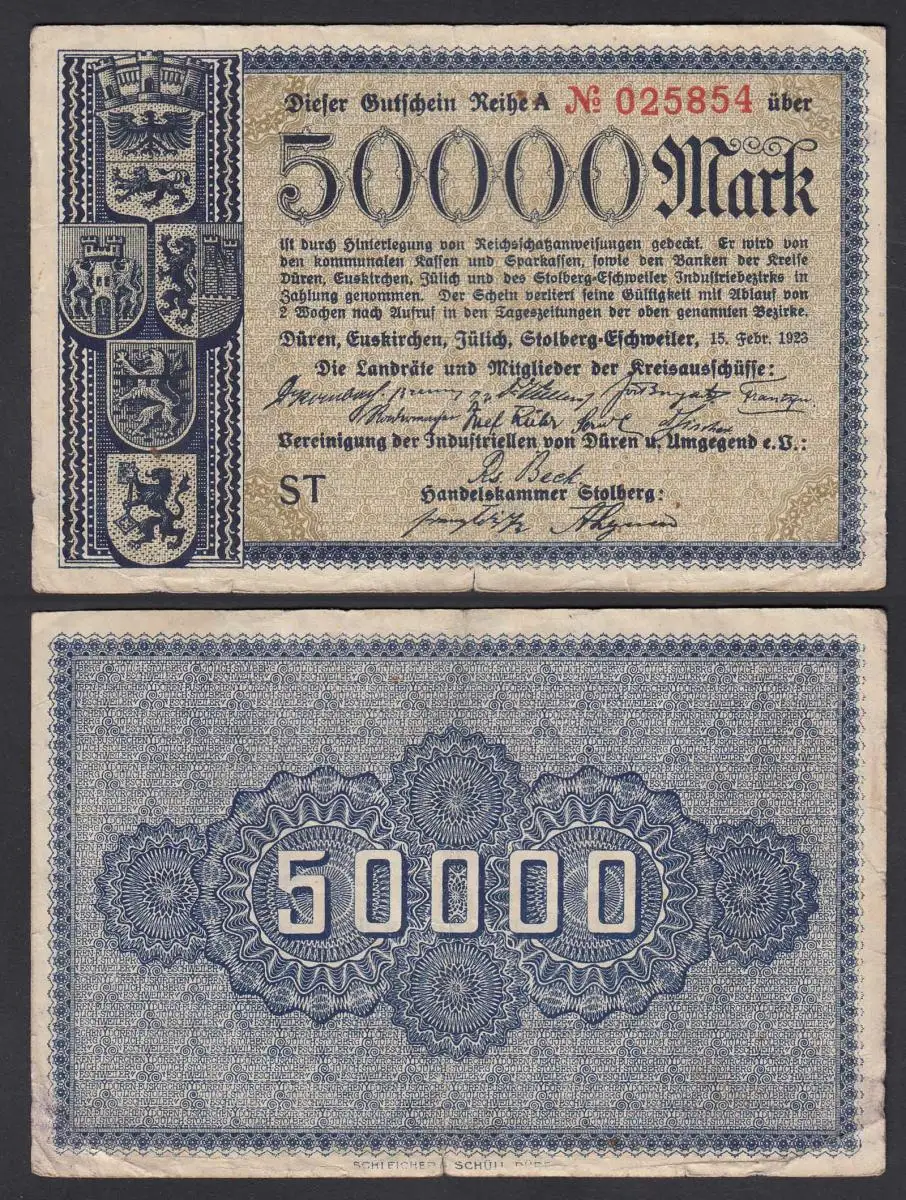 Dieser Gutschein Reihe A № 025854 über
50000 Mark
ist durch Hinterlegung von Reichsschatzanweisungen gedeckt. Er wird von
den kommunalen Kassen und Sparkassen, sowie den Banken der Kreise
Düren, Euskirchen, Jülich und des Stolberg-Eschweiler Industriebezirks in
Zahlung genommen. Der Schein verliert seine Gültigkeit mit Ablauf von
2 Wochen nach Aufruf in den Tageszeitungen der oben genannten Bezirke.
Düren, Euskirchen, Jülich, Stolberg-Eschweiler, 15. Febr. 1923
Die Landräte und Mitglieder der Kreisausschüsse:
Vereinigung der Industriellen von Düren u. Umgegend e.V.:
Beck
ST
Handelskammer Stolberg:
50000
SCHLEICHER & SCHÜLL DÜREN